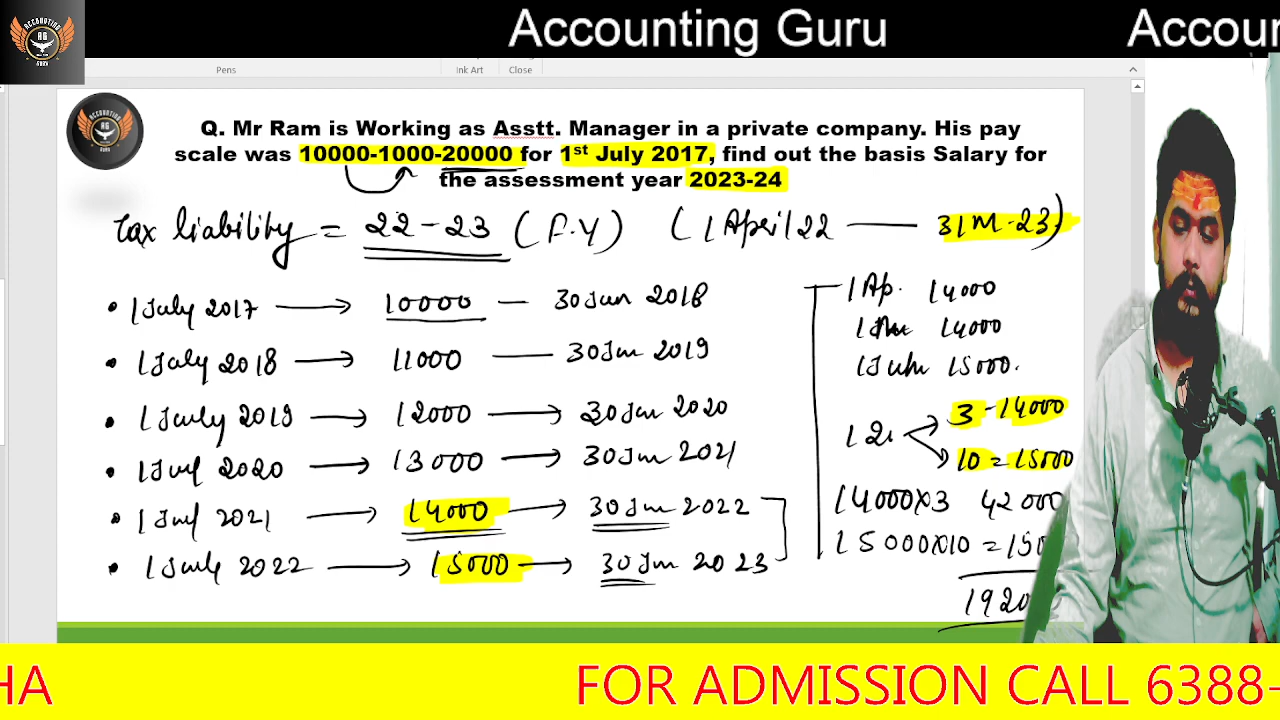 Accounting Guru
Accoun
Pens
Ink Art
Close
Q. Mr Ram is Working as Asstt. Manager in a private company. His pay
scale was 10000-1000-20000 for 1st July 2017, find out the basis Salary for
the assessment year 2023-24
Tax liability = 22-23 (F.Y) (1 April 22 — 31 M-23)
• 1 July 2017 → 10000 — 30 Jun 2018
• 1 July 2018 → 11000 — 30 Jun 2019
• 1 July 2019 → 12000 → 30 Jun 2020
• 1 July 2020 → 13000 → 30 Jun 2021
• 1 July 2021 → 14000 → 30 Jun 2022
• 1 July 2022 → 15000 → 30 Jun 2023
1 Ap. 14000
14000
15000.
3 - 14000
10 = 15000
14000X3 42000
15000X10 = 150
1920
HA
FOR ADMISSION CALL 6388-